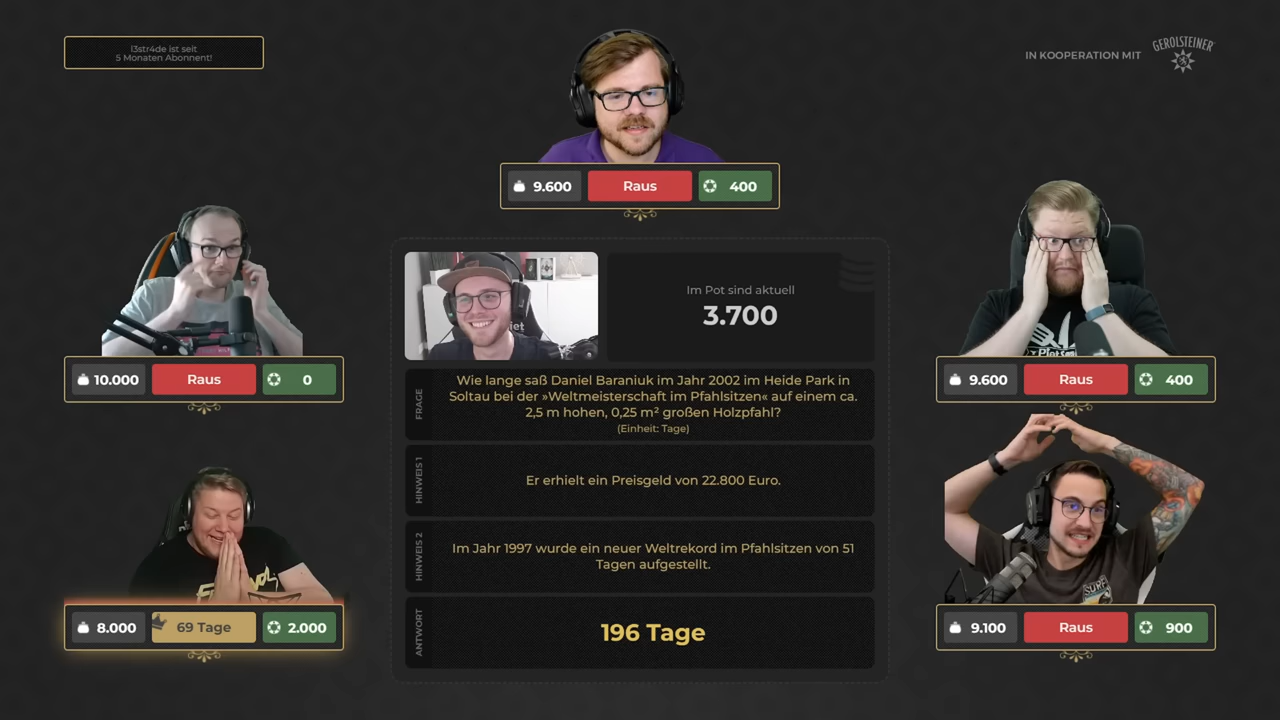 l3str4de ist seit
5 Monaten Abonnent!
IN KOOPERATION MIT
GEROLSTEINER
9.600
Raus
400
10.000
Raus
0
9.600
Raus
400
Im Pot sind aktuell
3.700
FRAGE
Wie lange saß Daniel Baraniuk im Jahr 2002 im Heide Park in
Soltau bei der »Weltmeisterschaft im Pfahlsitzen« auf einem ca.
2,5 m hohen, 0,25 m² großen Holzpfahl?
(Einheit: Tage)
HINWEIS 1
Er erhielt ein Preisgeld von 22.800 Euro.
HINWEIS 2
Im Jahr 1997 wurde ein neuer Weltrekord im Pfahlsitzen von 51
Tagen aufgestellt.
ANTWORT
196 Tage
8.000
69 Tage
2.000
SURF
9.100
Raus
900